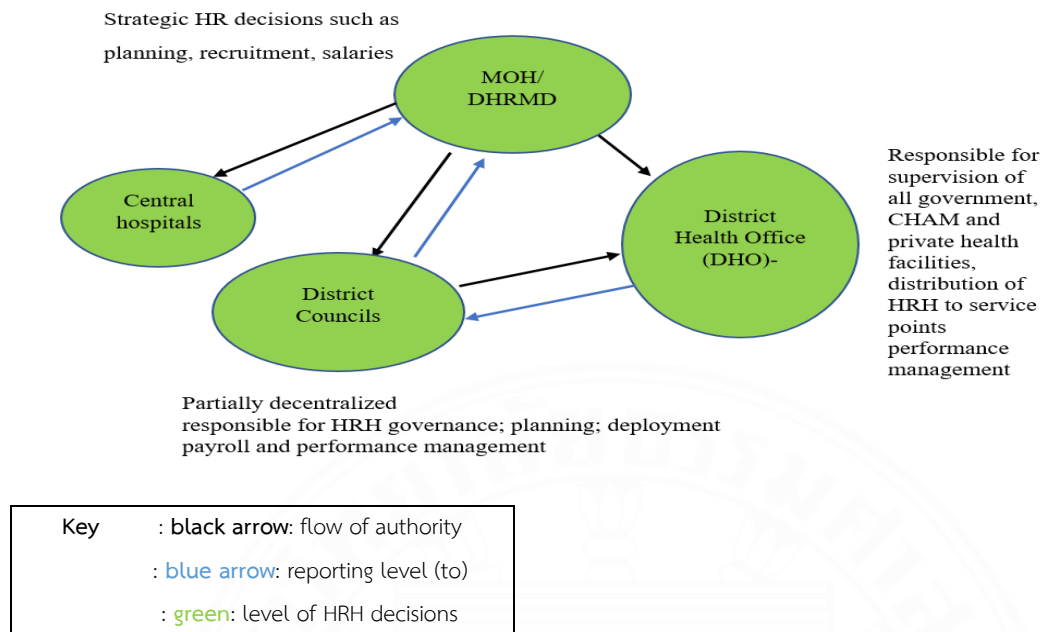 Strategic HR decisions such as
planning, recruitment, salaries
MOH/
DHRMD
Central
hospitals
District
Health Office
(DHO)-
Responsible for
supervision of
all government,
CHAM and
private health
facilities,
distribution of
HRH to service
points
performance
management
District
Councils
Partially decentralized
responsible for HRH governance; planning; deployment
payroll and performance management
Key : black arrow: flow of authority
: blue arrow: reporting level (to)
: green: level of HRH decisions